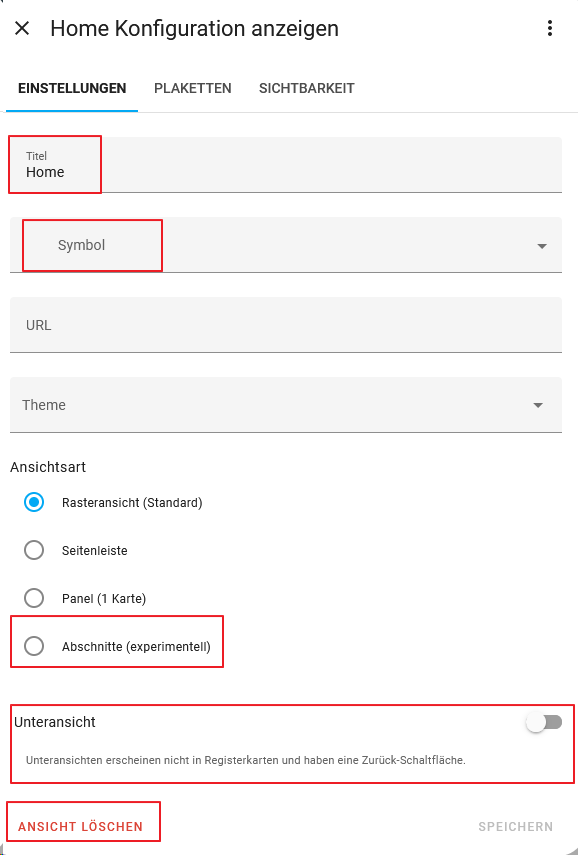 Home Konfiguration anzeigen
EINSTELLUNGEN PLAKETTEN SICHTBARKEIT
Titel
Home
Symbol
URL
Theme
Ansichtsart
Rasteransicht (Standard)
Seitenleiste
Panel (1 Karte)
Abschnitte (experimentell)
Unteransicht
Unteransichten erscheinen nicht in Registerkarten und haben eine Zurück-Schaltfläche.
ANSICHT LÖSCHEN SPEICHERN